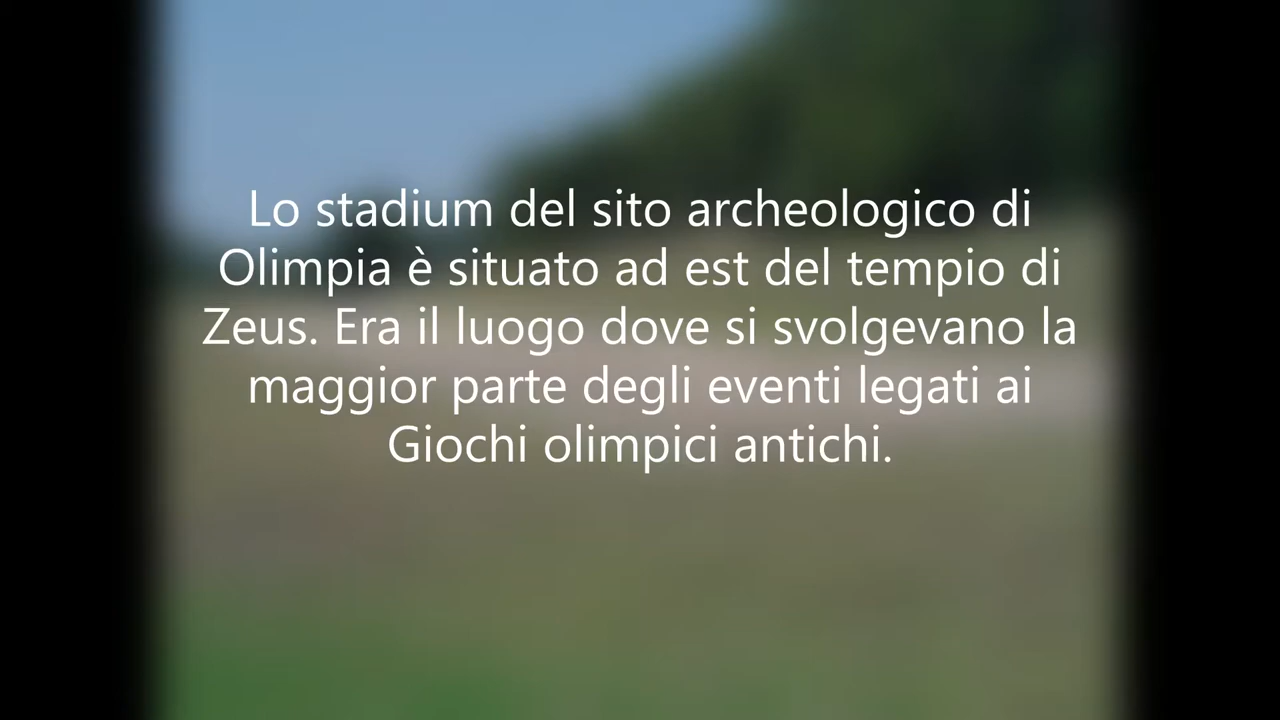 Lo stadium del sito archeologico di
Olimpia è situato ad est del tempio di
Zeus. Era il luogo dove si svolgevano la
maggior parte degli eventi legati ai
Giochi olimpici antichi.